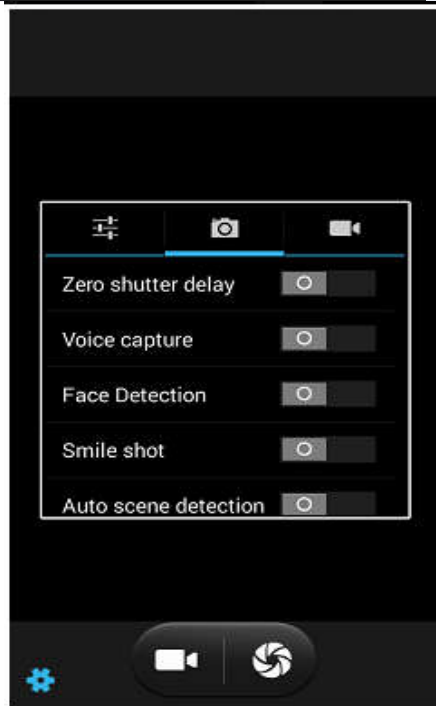 Zero shutter delay
Voice capture
Face Detection
Smile shot
Auto scene detection